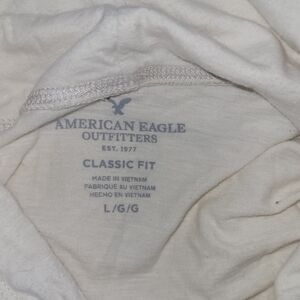 AMERICAN EAGLE
OUTFITTERS
EST. 1977
CLASSIC FIT
MADE IN VIETNAM
FABRIQUÉ AU VIETNAM
HECHO EN VIETNAM
L/G/G